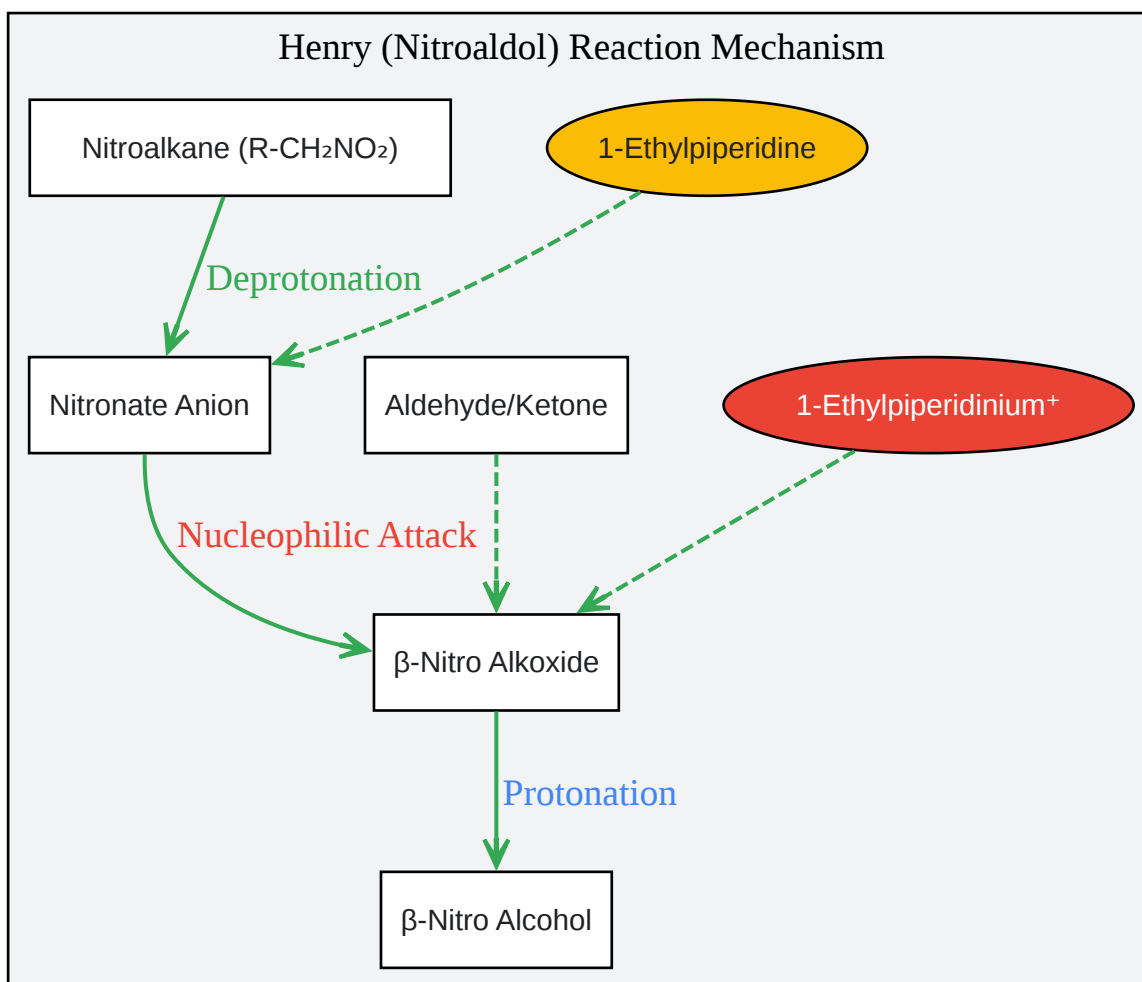 Henry (Nitroaldol) Reaction Mechanism
Nitroalkane (R-CH₂NO₂)
1-Ethylpiperidine
Deprotonation
Nitronate Anion
Aldehyde/Ketone
1-Ethylpiperidinium⁺
Nucleophilic Attack
β-Nitro Alkoxide
Protonation
β-Nitro Alcohol